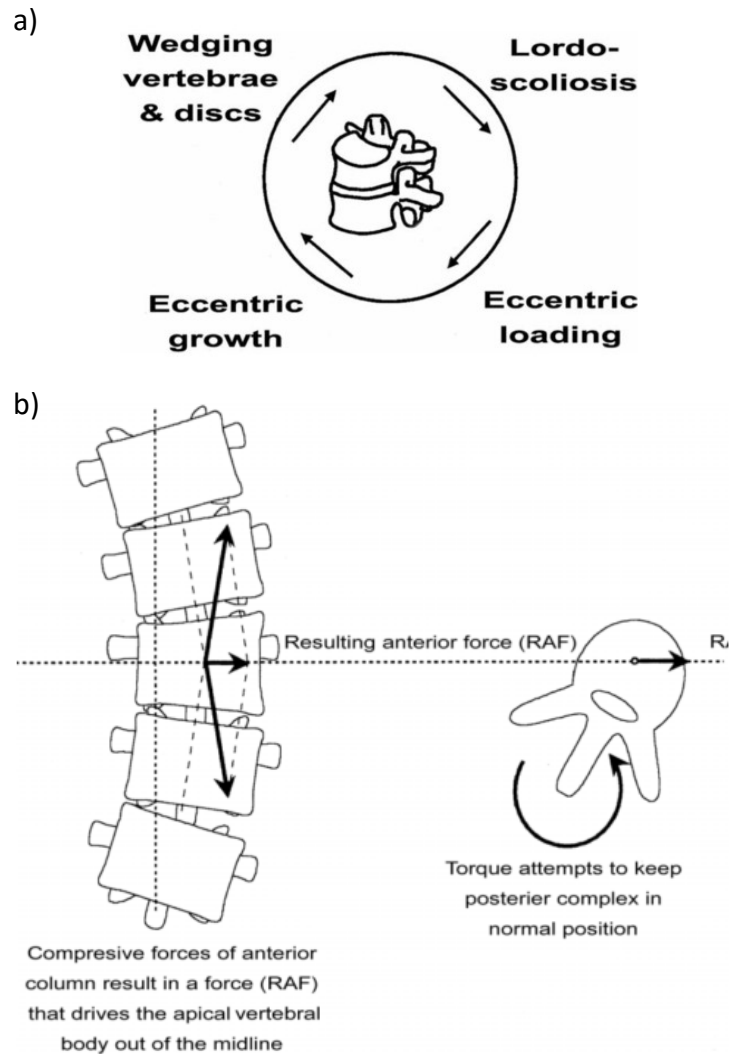 a)
Wedging
vertebrae
& discs
Lordo-
scoliosis
Eccentric
growth
Eccentric
loading
b)
Resulting anterior force (RAF)
RA
Torque attempts to keep
posterier complex in
normal position
Compresive forces of anterior
column result in a force (RAF)
that drives the apical vertebral
body out of the midline